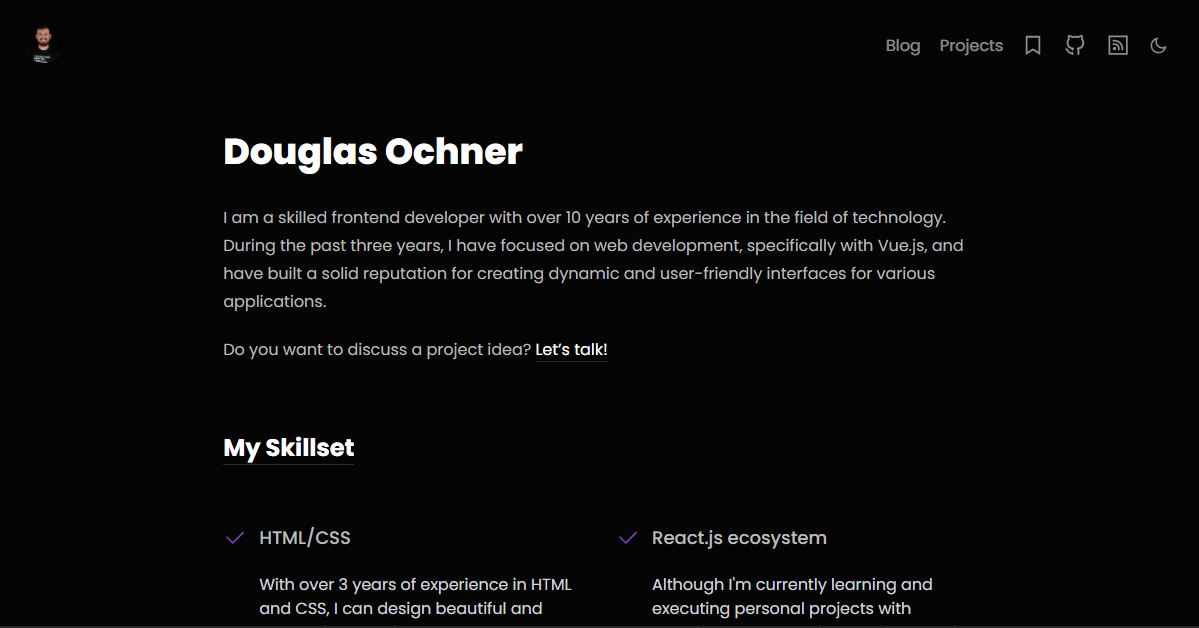 Blog Projects
Douglas Ochner
I am a skilled frontend developer with over 10 years of experience in the field of technology.
During the past three years, I have focused on web development, specifically with Vue.js, and
have built a solid reputation for creating dynamic and user-friendly interfaces for various
applications.
Do you want to discuss a project idea? Let’s talk!
My Skillset
HTML/CSS
With over 3 years of experience in HTML
and CSS, I can design beautiful and
React.js ecosystem
Although I'm currently learning and
executing personal projects with